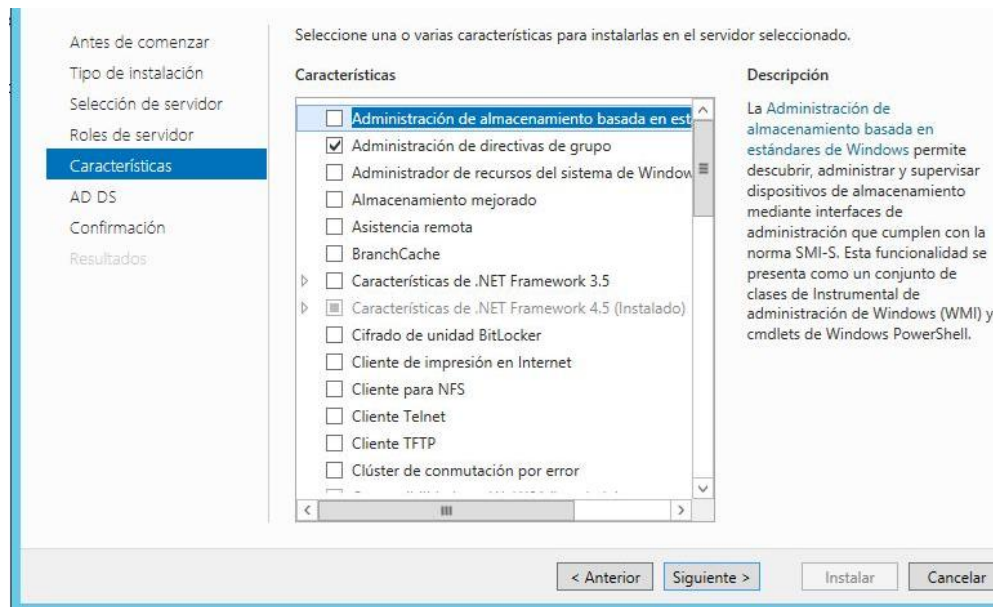 Antes de comenzar
Tipo de instalación
Selección de servidor
Roles de servidor
Características
AD DS
Confirmación
Resultados
Seleccione una o varias características para instalarlas en el servidor seleccionado.
Características
Administración de almacenamiento basada en est
Administración de directivas de grupo
Administrador de recursos del sistema de Window
Almacenamiento mejorado
Asistencia remota
BranchCache
Características de .NET Framework 3.5
Características de .NET Framework 4.5 (Instalado)
Cifrado de unidad BitLocker
Cliente de impresión en Internet
Cliente para NFS
Cliente Telnet
Cliente TFTP
Clúster de conmutación por error
Descripción
La Administración de
almacenamiento basada en
estándares de Windows permite
descubrir, administrar y supervisar
dispositivos de almacenamiento
mediante interfaces de
administración que cumplen con la
norma SMI-S. Esta funcionalidad se
presenta como un conjunto de
clases de Instrumental de
administración de Windows (WMI) y
cmdlets de Windows PowerShell.
< Anterior
Siguiente >
Instalar
Cancelar